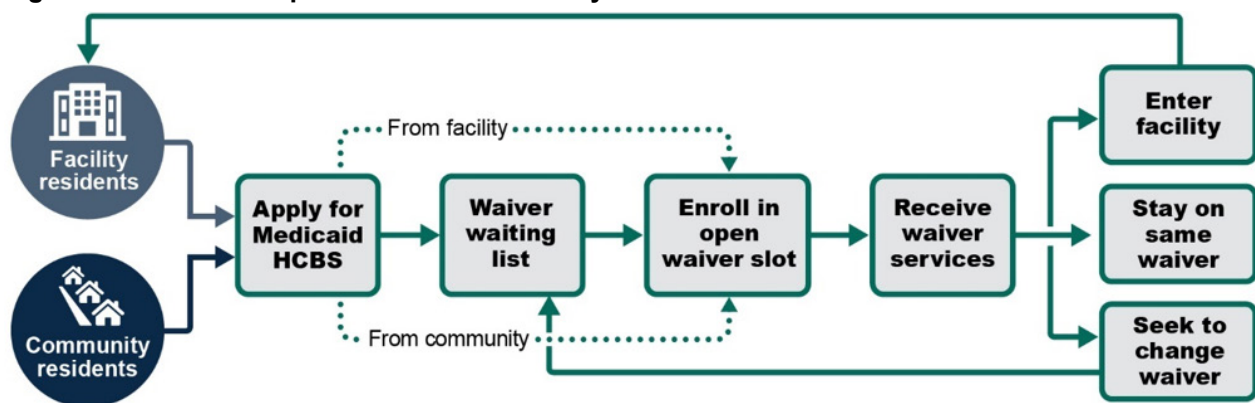 Facility
residents
Community
residents
Apply for
Medicaid
HCBS
From facility
From community
Waiver
waiting
list
Enroll in
open
waiver slot
Receive
waiver
services
Enter
facility
Stay on
same
waiver
Seek to
change
waiver